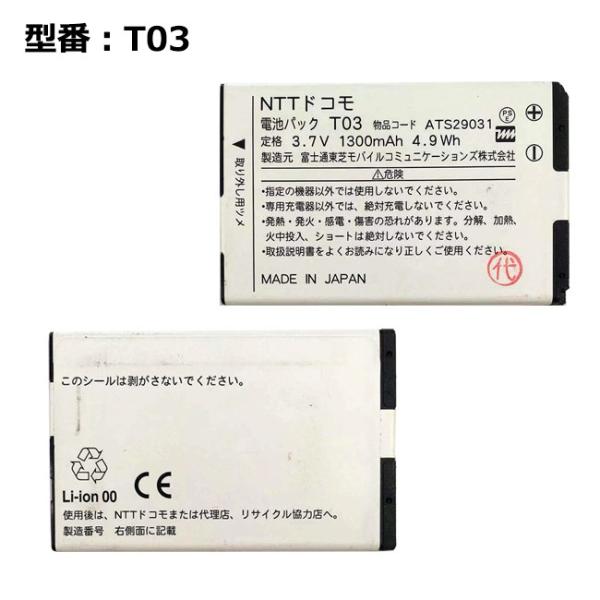 型番：T03
NTTドコモ
電池パック T03 物品コード ATS29031
定格 3.7V 1300mAh 4.9Wh
製造元 富士通東芝モバイルコミュニケーションズ株式会社
PS
E
取り外し用ツメ
⚠危険
・指定の機器以外では使用しないでください。
・専用充電器以外では、絶対充電しないでください。
・発熱・発火・感電・傷害の恐れがあります。分解、加熱、
火中投入、ショートは絶対しないでください。
・取扱説明書をよくお読みになり正しくご使用ください。
MADE IN JAPAN
代
このシールは剥がさないでください。
Li-ion 00
CE
使用後は、NTTドコモまたは代理店、リサイクル協力店へ。
製造番号 右側面に記載